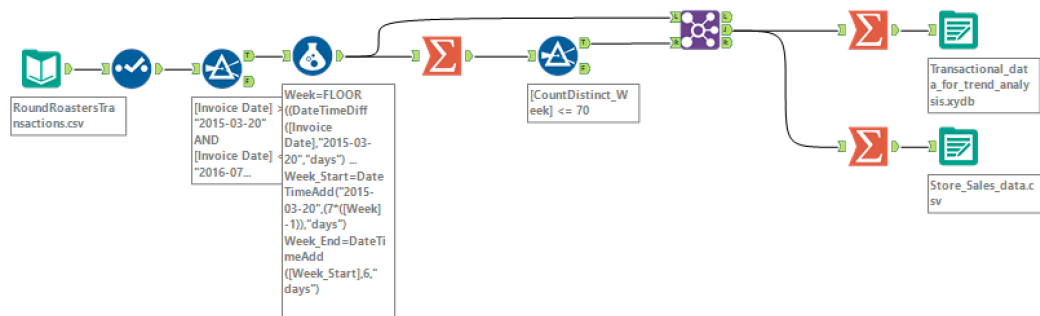 RoundRoastersTra
nsactions.csv
[Invoice Date] >
"2015-03-20"
AND
[Invoice Date] <
"2016-07...
Week=FLOOR
((DateTimeDiff
([Invoice
Date],"2015-03-
20","days") ...
Week_Start=Date
TimeAdd("2015-
03-20",(7*([Week]
-1)),"days")
Week_End=DateTi
meAdd
([Week_Start],6,"
days")
[CountDistinct_W
eek] <= 70
Transactional_dat
a_for_trend_analy
sis.xydb
Store_Sales_data.c
sv
T
F
T
F
L
R
L
J
R